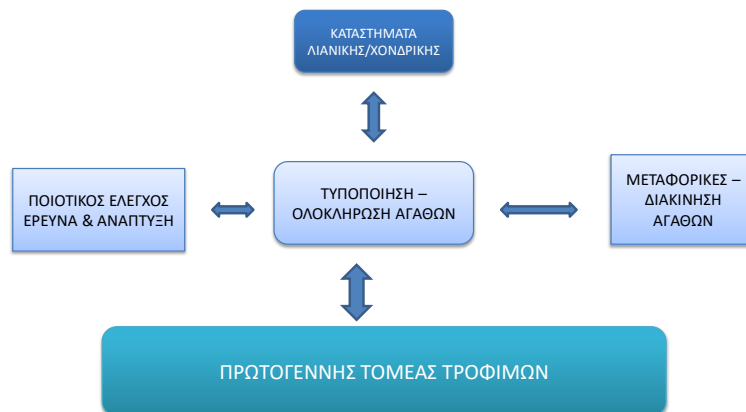 ΚΑΤΑΣΤΗΜΑΤΑ
ΛΙΑΝΙΚΗΣ/ΧΟΝΔΡΙΚΗΣ
ΠΟΙΟΤΙΚΟΣ ΕΛΕΓΧΟΣ
ΕΡΕΥΝΑ & ΑΝΑΠΤΥΞΗ
ΤΥΠΟΠΟΙΗΣΗ –
ΟΛΟΚΛΗΡΩΣΗ ΑΓΑΘΩΝ
ΜΕΤΑΦΟΡΙΚΕΣ –
ΔΙΑΚΙΝΗΣΗ
ΑΓΑΘΩΝ
ΠΡΩΤΟΓΕΝΝΗΣ ΤΟΜΕΑΣ ΤΡΟΦΙΜΩΝ